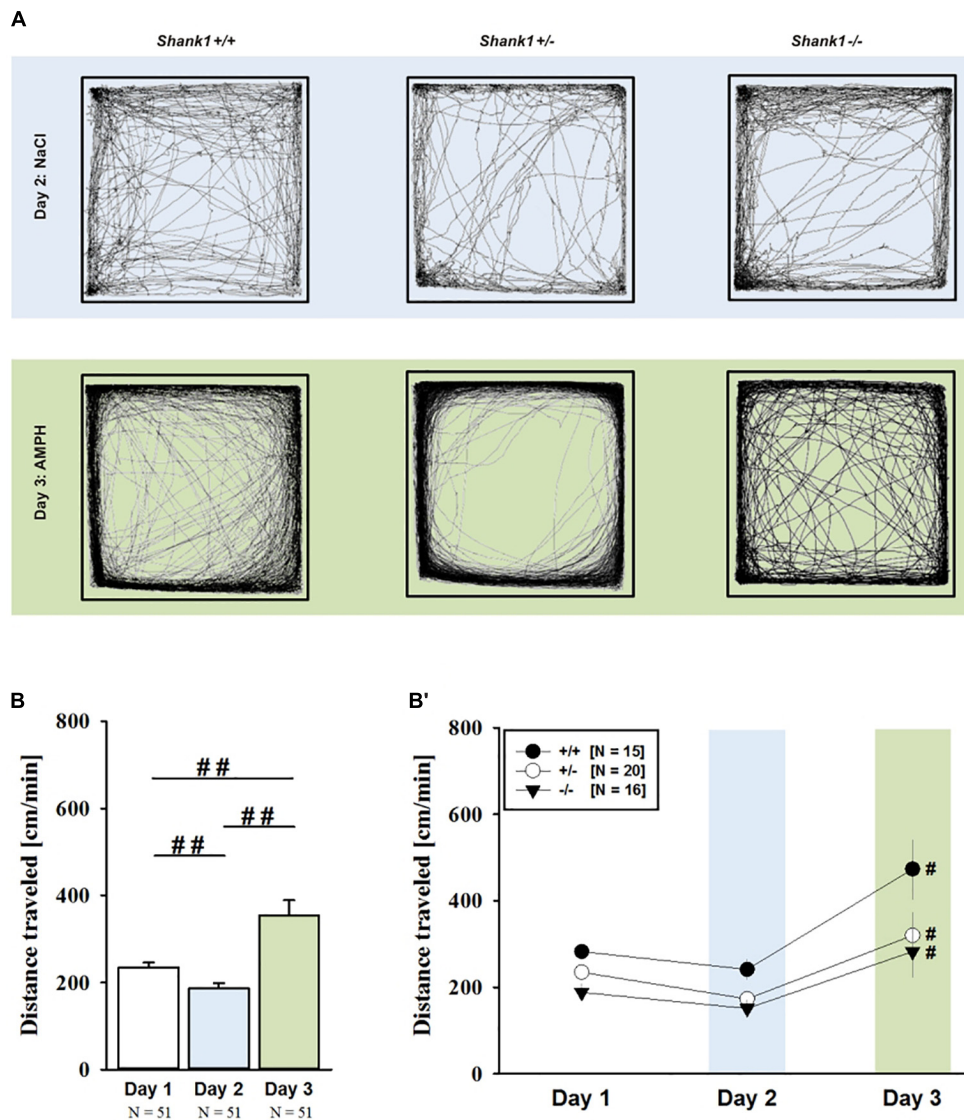 A
Shank1+/+ Shank1+/- Shank1-/-
Day 2: NaCl
Day 3: AMPH
B
Distance traveled [cm/min]
800
600
400
200
0
##
##
##
Day 1 Day 2 Day 3
N = 51 N = 51 N = 51
B'
Distance traveled [cm/min]
800
600
400
200
0
+/+ [N = 15]
+/- [N = 20]
-/- [N = 16]
#
#
#
Day 1 Day 2 Day 3